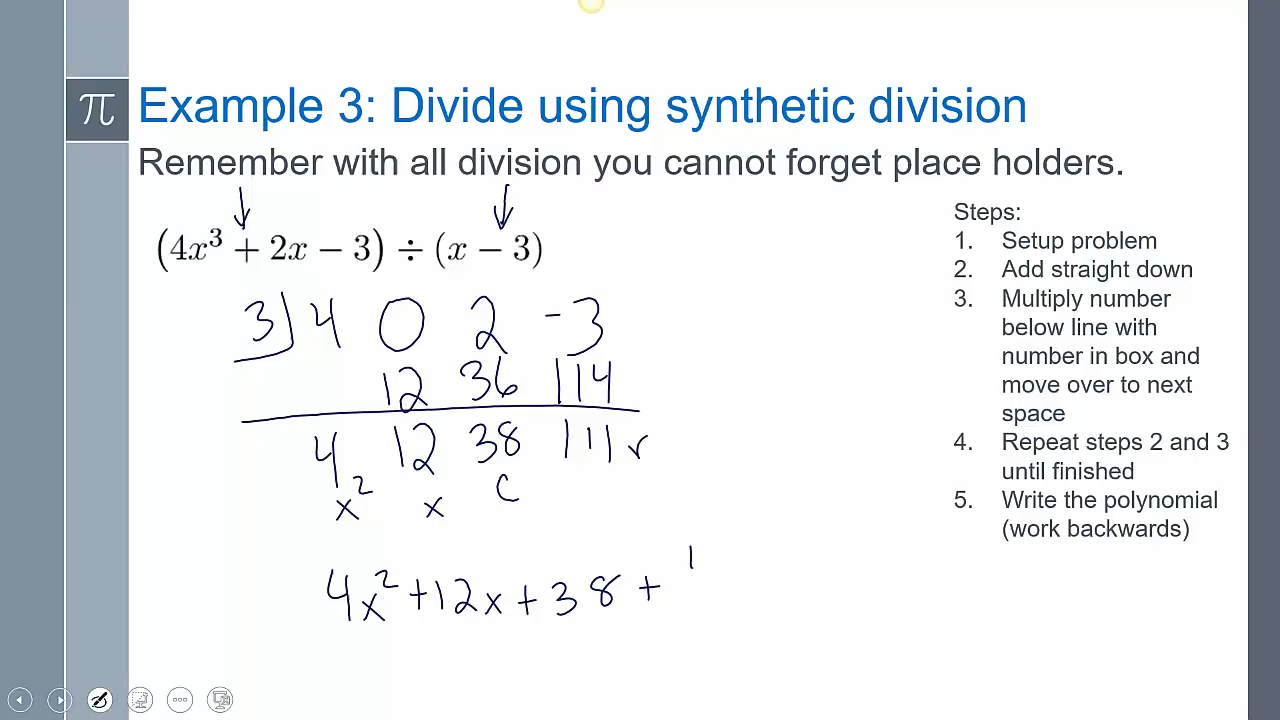 π
Example 3: Divide using synthetic division
Remember with all division you cannot forget place holders.
(4x³ + 2x − 3) ÷ (x − 3)
3 4 0 2 -3
12 36 114
4 12 38 111 r
x² x c
4x² + 12x + 38 + 1
Steps:
1. Setup problem
2. Add straight down
3. Multiply number
below line with
number in box and
move over to next
space
4. Repeat steps 2 and 3
until finished
5. Write the polynomial
(work backwards)